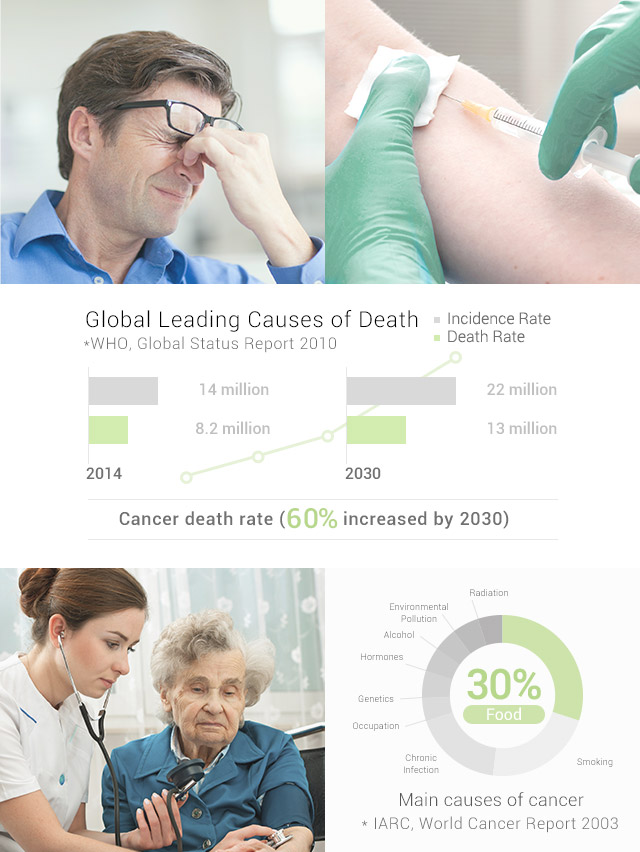 Global Leading Causes of Death
*WHO, Global Status Report 2010
Incidence Rate
Death Rate
14 million
8.2 million
2014
22 million
13 million
2030
Cancer death rate (60% increased by 2030)
Radiation
Environmental
Pollution
Alcohol
Hormones
Genetics
Occupation
Chronic
Infection
Smoking
30%
Food
Main causes of cancer
* IARC, World Cancer Report 2003